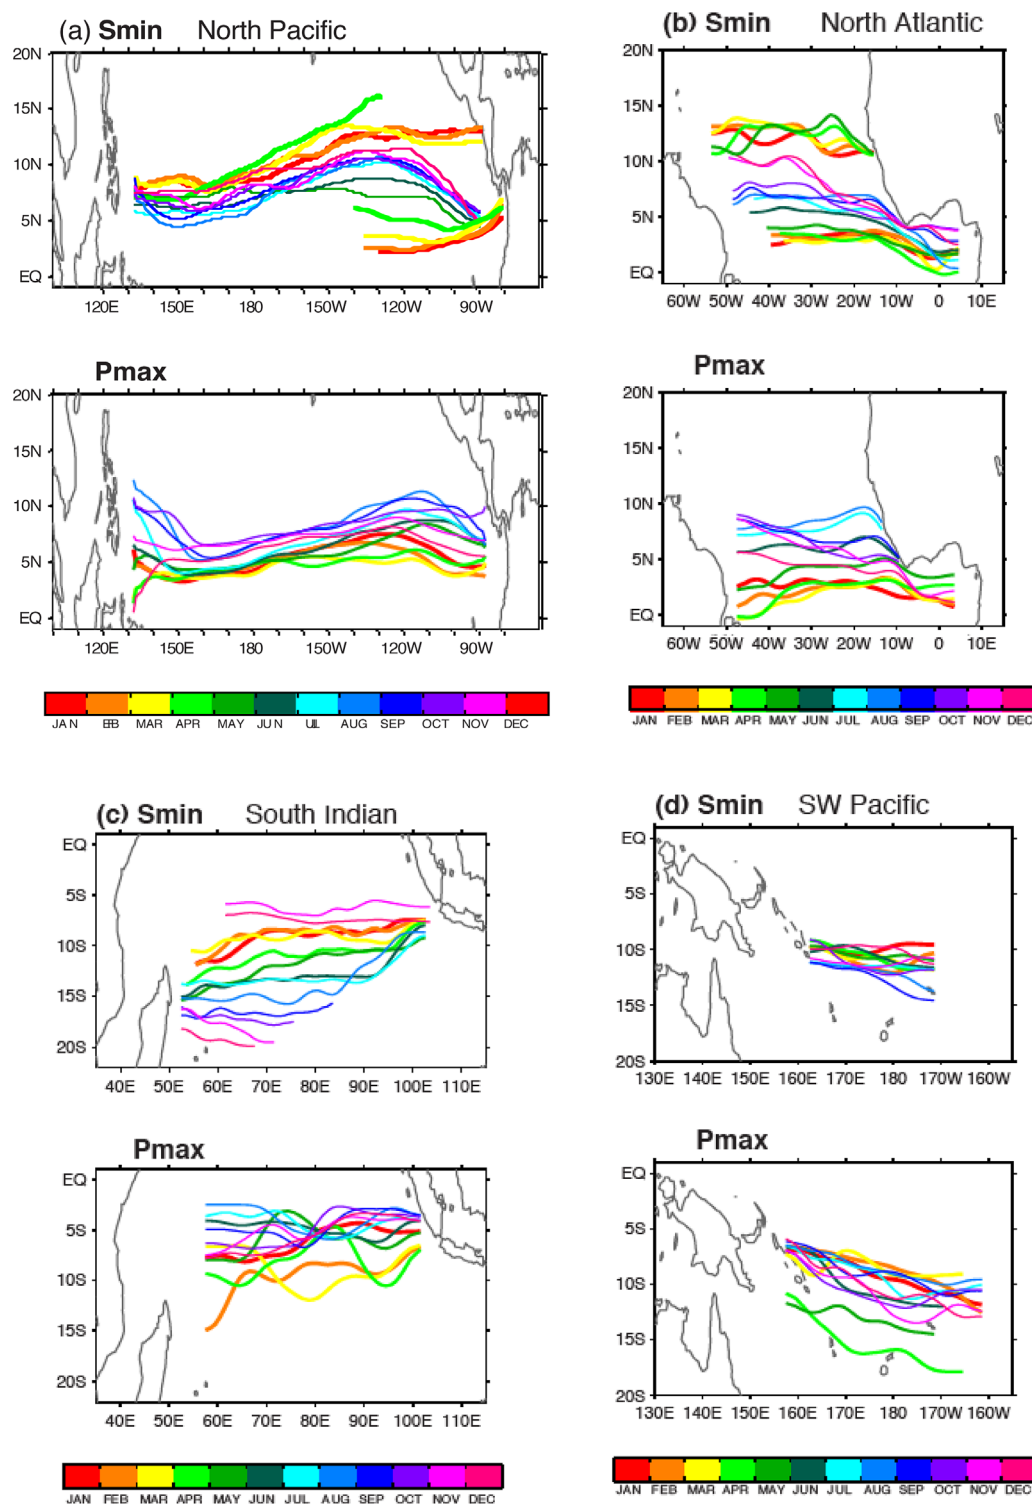 (a) Smin North Pacific
20N
15N
10N
5N
EQ
120E 150E 180 150W 120W 90W
(b) Smin North Atlantic
20N
15N
10N
5N
EQ
60W 50W 40W 30W 20W 10W 0 10E
Pmax
20N
15N
10N
5N
EQ
120E 150E 180 150W 120W 90W
Pmax
20N
15N
10N
5N
EQ
60W 50W 40W 30W 20W 10W 0 10E
JAN MAR APR MAY JUN AUG SEP OCT NOV DEC
JAN FEB MAR APR MAY JUN JUL AUG SEP OCT NOV DEC
(c) Smin South Indian
EQ
5S
10S
15S
20S
40E 50E 60E 70E 80E 90E 100E 110E
(d) Smin SW Pacific
EQ
5S
10S
15S
20S
130E 140E 150E 160E 170E 180 170W 160W
Pmax
EQ
5S
10S
15S
20S
40E 50E 60E 70E 80E 90E 100E 110E
Pmax
EQ
5S
10S
15S
20S
130E 140E 150E 160E 170E 180 170W 160W
JAN FEB MAR APR MAY JUN JUL AUG SEP OCT NOV DEC
JAN FEB MAR APR MAY JUN JUL AUG SEP OCT NOV DEC